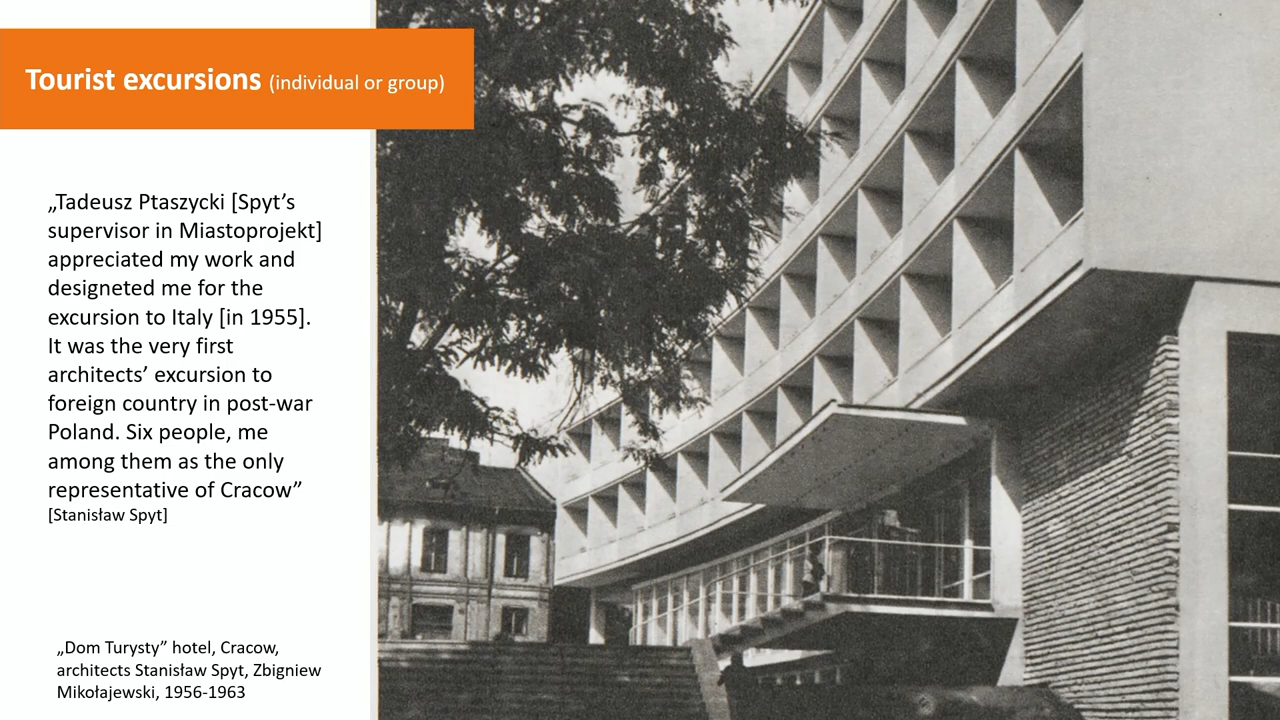 Tourist excursions (individual or group)
„Tadeusz Ptaszycki [Spyt’s
supervisor in Miastoprojekt]
appreciated my work and
designeted me for the
excursion to Italy [in 1955].
It was the very first
architects’ excursion to
foreign country in post-war
Poland. Six people, me
among them as the only
representative of Cracow”
[Stanisław Spyt]
„Dom Turysty” hotel, Cracow,
architects Stanisław Spyt, Zbigniew
Mikołajewski, 1956-1963